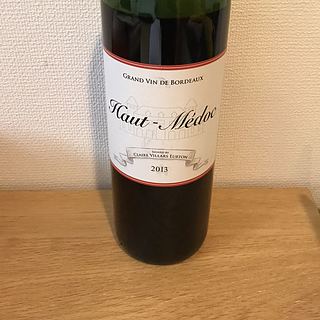 GRAND VIN DE BORDEAUX
Haut-Médoc
CLAIRE VILLARS LURTON
2013